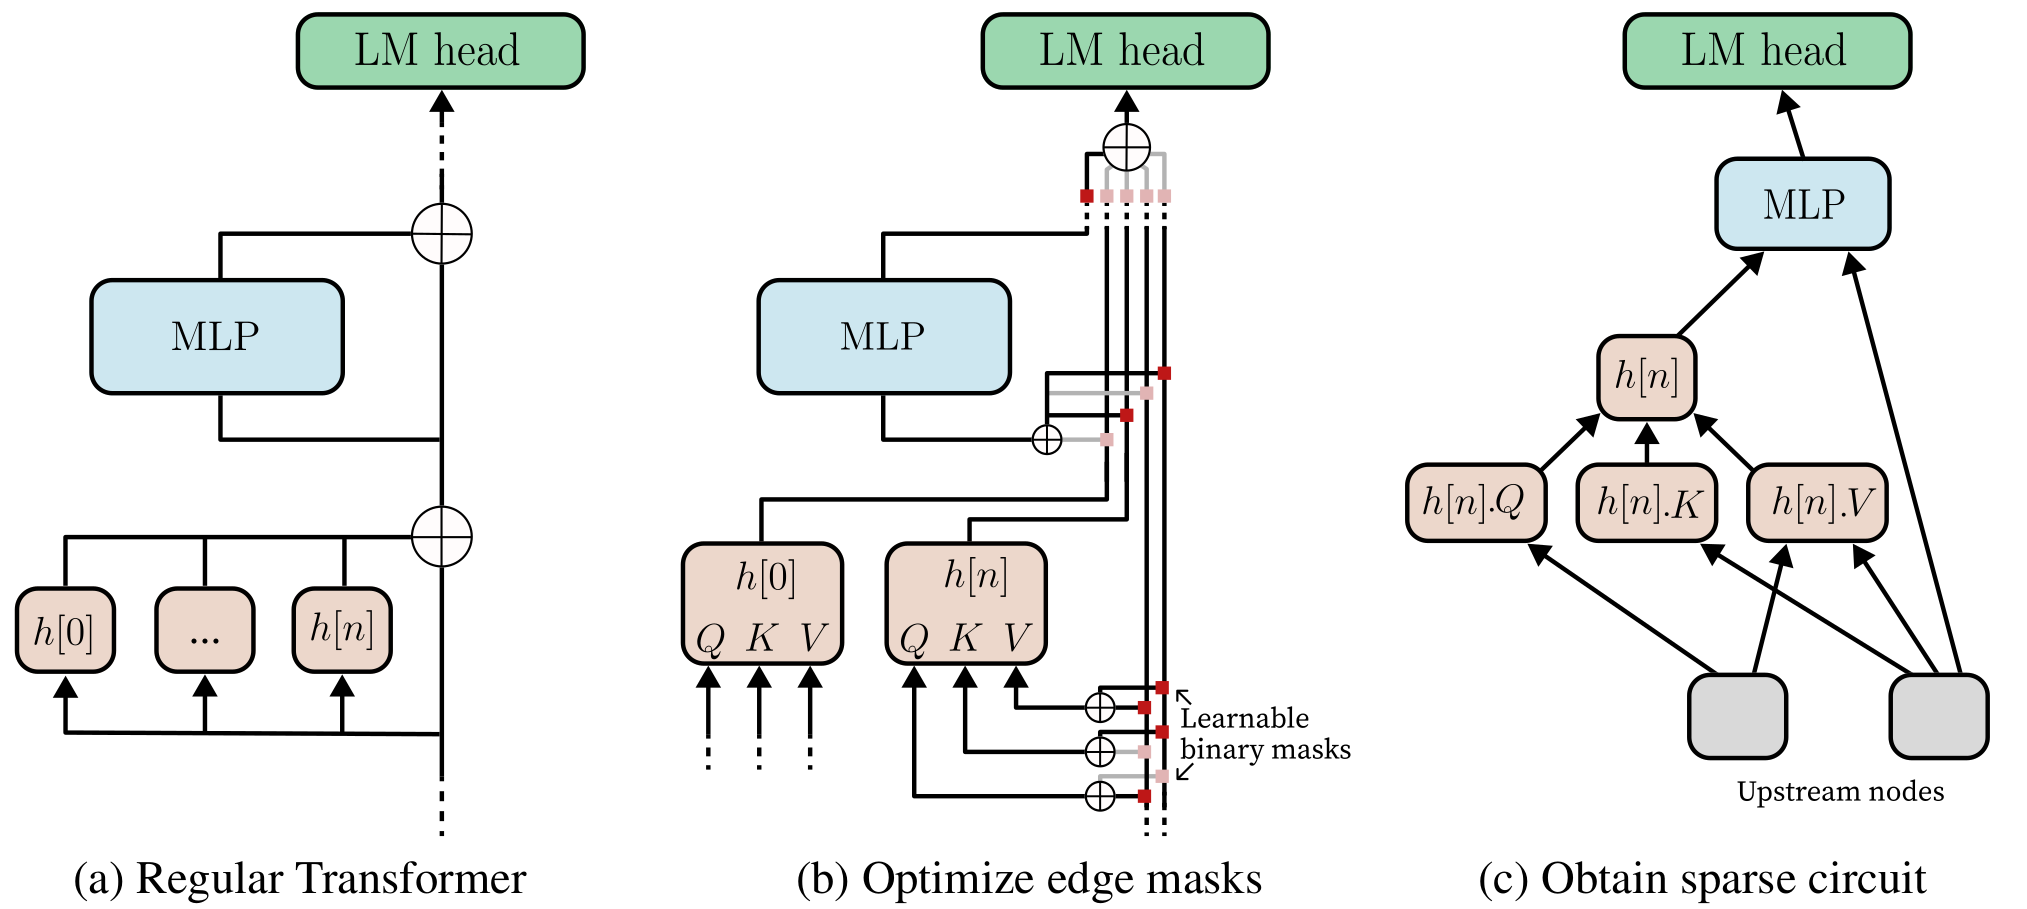 LM head
MLP
h[0]
...
h[n]
(a) Regular Transformer
LM head
MLP
h[0]
Q K V
h[n]
Q K V
Learnable
binary masks
(b) Optimize edge masks
LM head
MLP
h[n]
h[n].Q
h[n].K
h[n].V
Upstream nodes
(c) Obtain sparse circuit